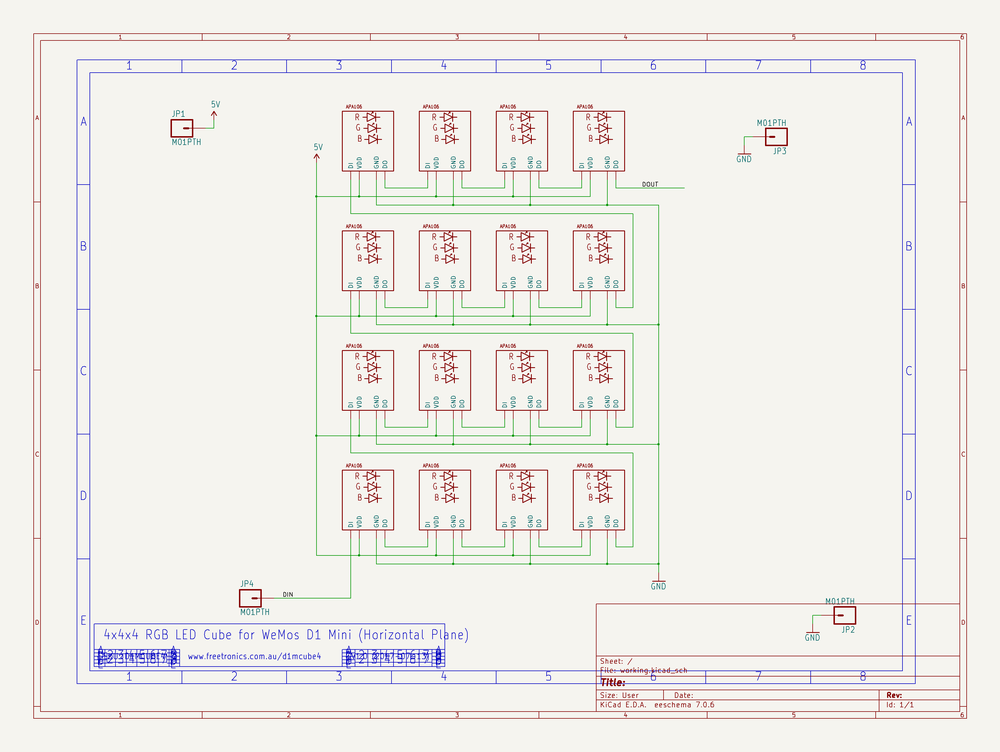 1 2 3 4 5 6
1 2 3 4 5 6 7 8
A A A A
JP1 5V
M01PTH
5V
M01PTH
JP3
GND
APA106 APA106 APA106 APA106
R R R R
G G G G
B B B B
DI VDD GND DO DI VDD GND DO DI VDD GND DO DI VDD GND DO
DOUT
B B B B
APA106 APA106 APA106 APA106
R R R R
G G G G
B B B B
DI VDD GND DO DI VDD GND DO DI VDD GND DO DI VDD GND DO
C C
APA106 APA106 APA106 APA106
R R R R
G G G G
B B B B
DI VDD GND DO DI VDD GND DO DI VDD GND DO DI VDD GND DO
C C
D D
APA106 APA106 APA106 APA106
R R R R
G G G G
B B B B
DI VDD GND DO DI VDD GND DO DI VDD GND DO DI VDD GND DO
GND
JP4
DIN
M01PTH
M01PTH
JP2
GND
D E E D
4x4x4 RGB LED Cube for WeMos D1 Mini (Horizontal Plane)
www.freetronics.com.au/d1mcube4
Sheet: /
File: working.kicad_sch
1 2 3 4 5 6 7 8
Title:
Size: User Date: Rev:
KiCad E.D.A. eeschema 7.0.6 Id: 1/1
1 2 3 4 5 6